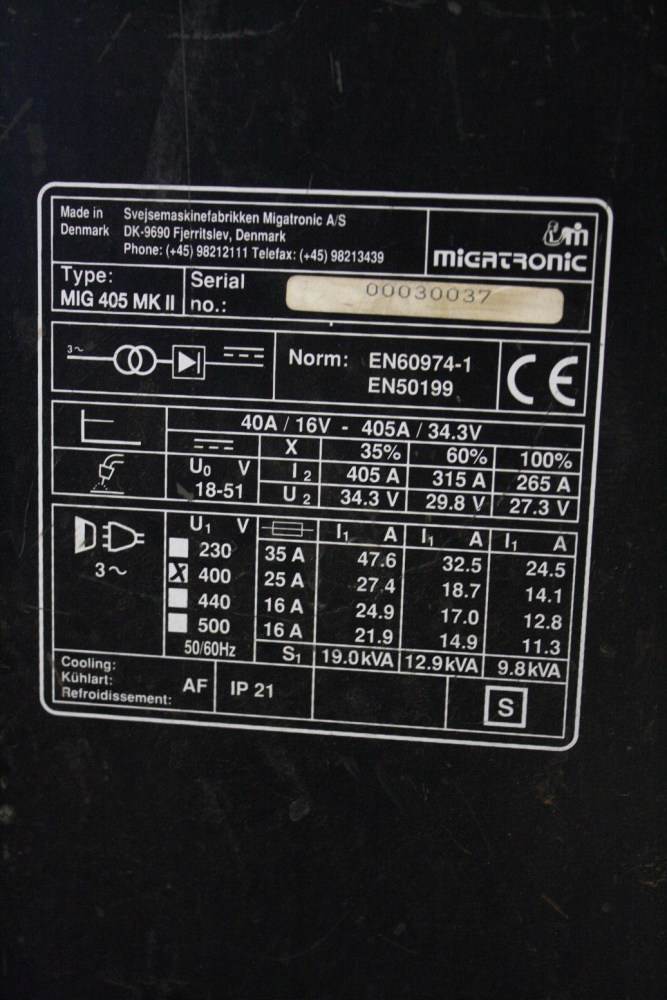 Made in Svejsemaskinefabrikken Migatronic A/S
Denmark DK-9690 Fjerritslev, Denmark
Phone: (+45) 98212111 Telefax: (+45) 98213439
migatronic
Type:
MIG 405 MK II
Serial
no.:
00030037
3~
Norm: EN60974-1
EN50199
CE
40A / 16V - 405A / 34.3V
X 35% 60% 100%
U0 V I2 405 A 315 A 265 A
18-51 U2 34.3 V 29.8 V 27.3 V
3~
U1 V I1 A I1 A I1 A
230 35 A 47.6 32.5 24.5
X 400 25 A 27.4 18.7 14.1
440 16 A 24.9 17.0 12.8
500 16 A 21.9 14.9 11.3
50/60Hz S1 19.0kVA 12.9kVA 9.8kVA
Cooling:
Kühlart:
Refroidissement: AF IP 21
S